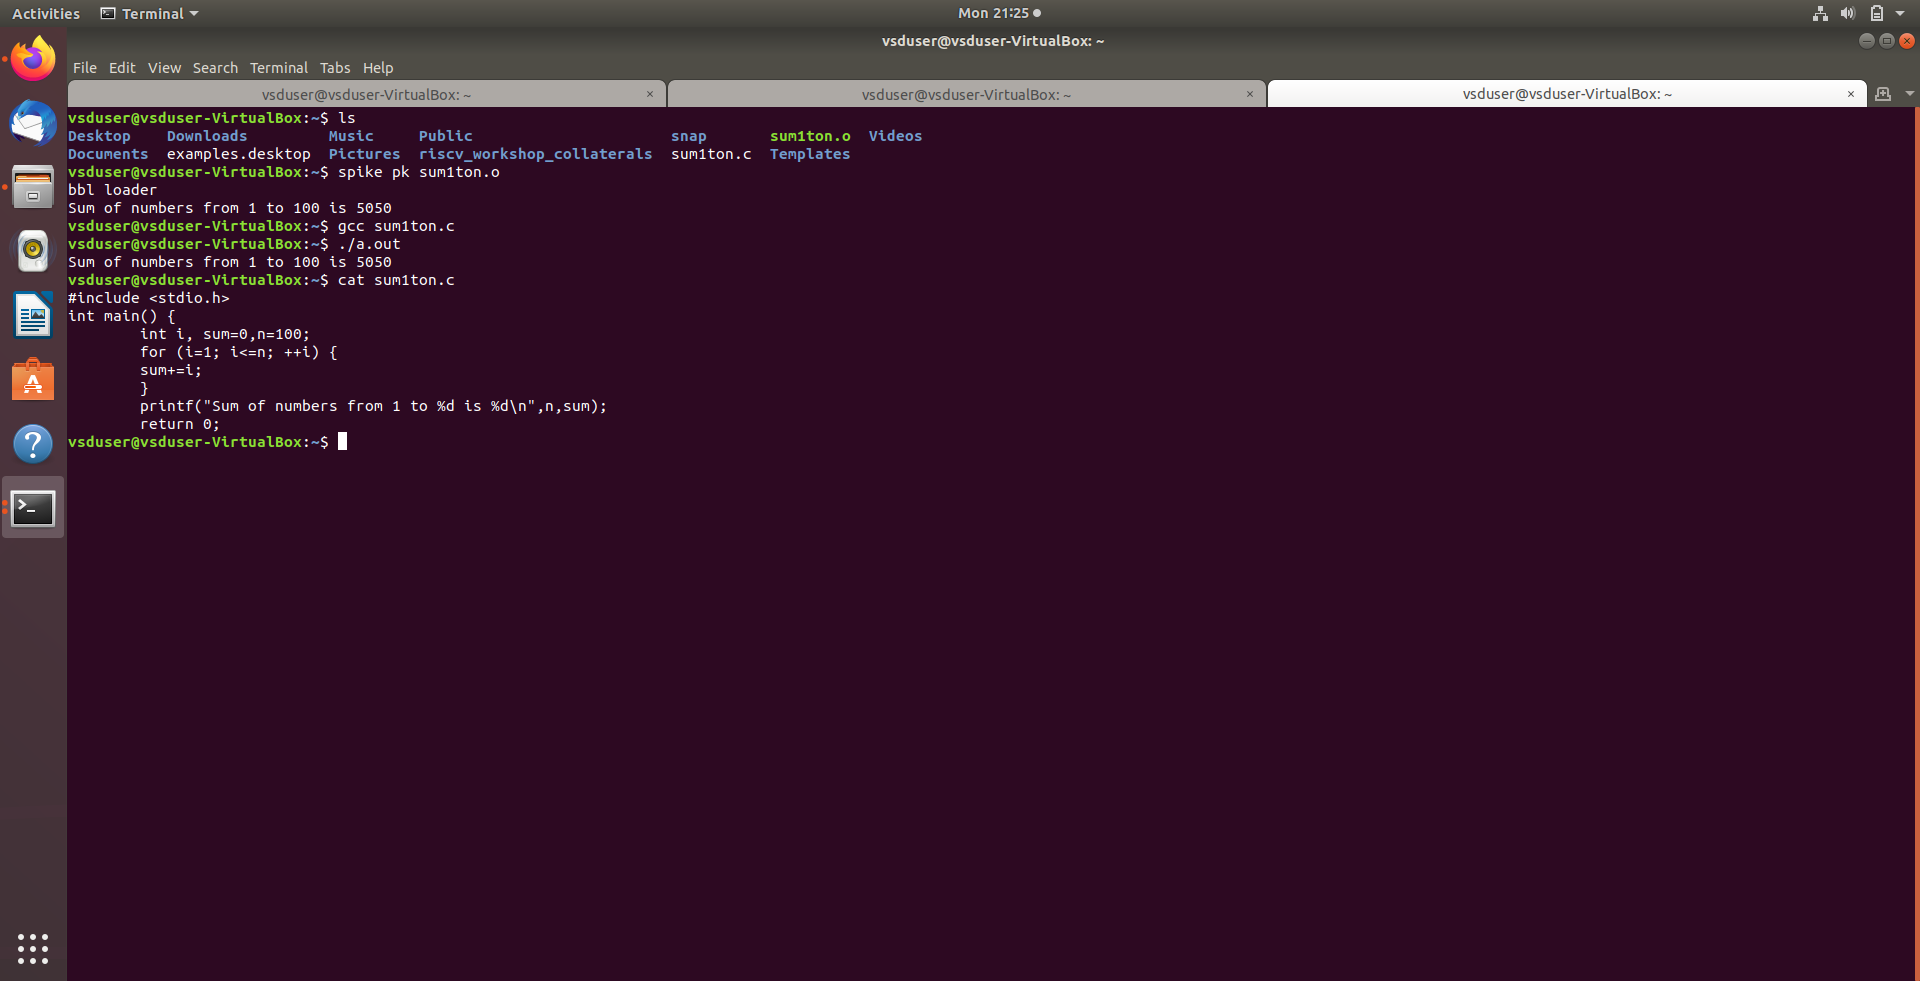 Activities Terminal Mon 21:25
vsduser@vsduser-VirtualBox: ~
File Edit View Search Terminal Tabs Help
vsduser@vsduser-VirtualBox: ~ × vsduser@vsduser-VirtualBox: ~ × vsduser@vsduser-VirtualBox: ~ ×
vsduser@vsduser-VirtualBox:~$ ls
Desktop    Downloads         Music     Public                      snap       sum1ton.o  Videos
Documents  examples.desktop  Pictures  riscv_workshop_collaterals  sum1ton.c  Templates
vsduser@vsduser-VirtualBox:~$ spike pk sum1ton.o
bbl loader
Sum of numbers from 1 to 100 is 5050
vsduser@vsduser-VirtualBox:~$ gcc sum1ton.c
vsduser@vsduser-VirtualBox:~$ ./a.out
Sum of numbers from 1 to 100 is 5050
vsduser@vsduser-VirtualBox:~$ cat sum1ton.c
#include <stdio.h>
int main() {
        int i, sum=0,n=100;
        for (i=1; i<=n; ++i) {
        sum+=i;
        }
        printf("Sum of numbers from 1 to %d is %d\n",n,sum);
        return 0;
vsduser@vsduser-VirtualBox:~$